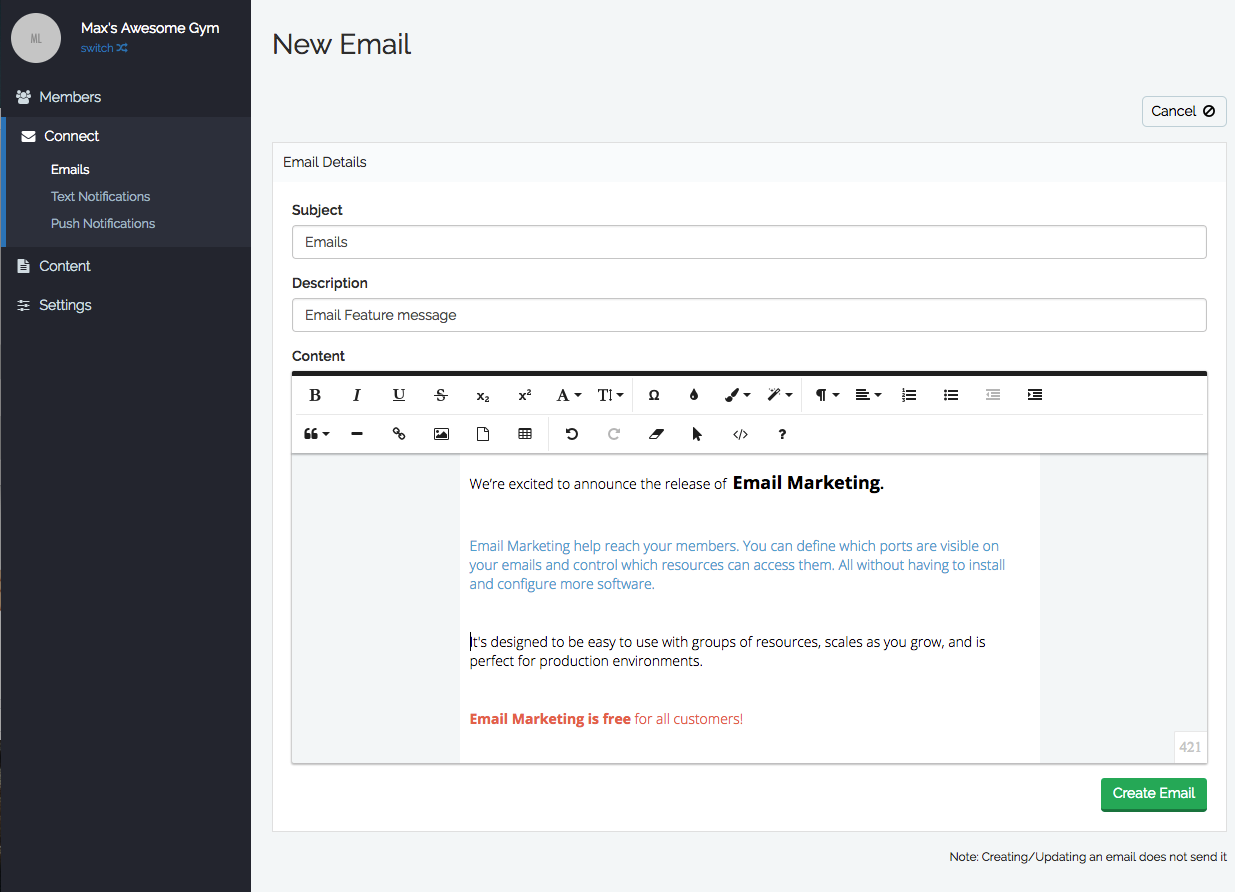 ML
Max's Awesome Gym
switch
Members
Connect
Emails
Text Notifications
Push Notifications
Content
Settings
New Email
Cancel
Email Details
Subject
Emails
Description
Email Feature message
Content
B I U S x₂ x² A T Ω ¶
</> ?
We're excited to announce the release of Email Marketing.
Email Marketing help reach your members. You can define which ports are visible on
your emails and control which resources can access them. All without having to install
and configure more software.
It's designed to be easy to use with groups of resources, scales as you grow, and is
perfect for production environments.
Email Marketing is free for all customers!
421
Create Email
Note: Creating/Updating an email does not send it